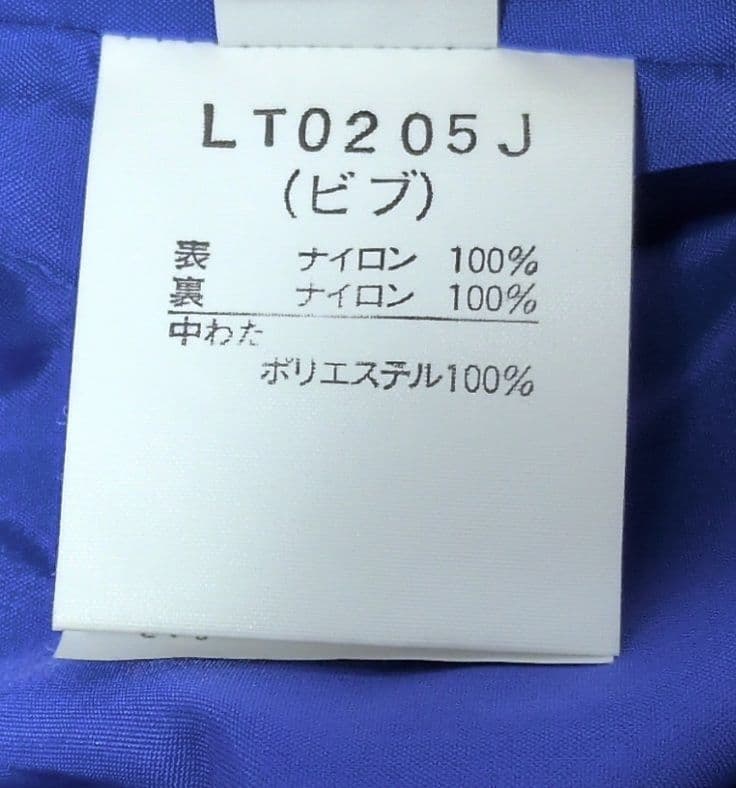 LT0205J
(ビブ)
表 ナイロン 100%
裏 ナイロン 100%
中わた
ポリエステル100%